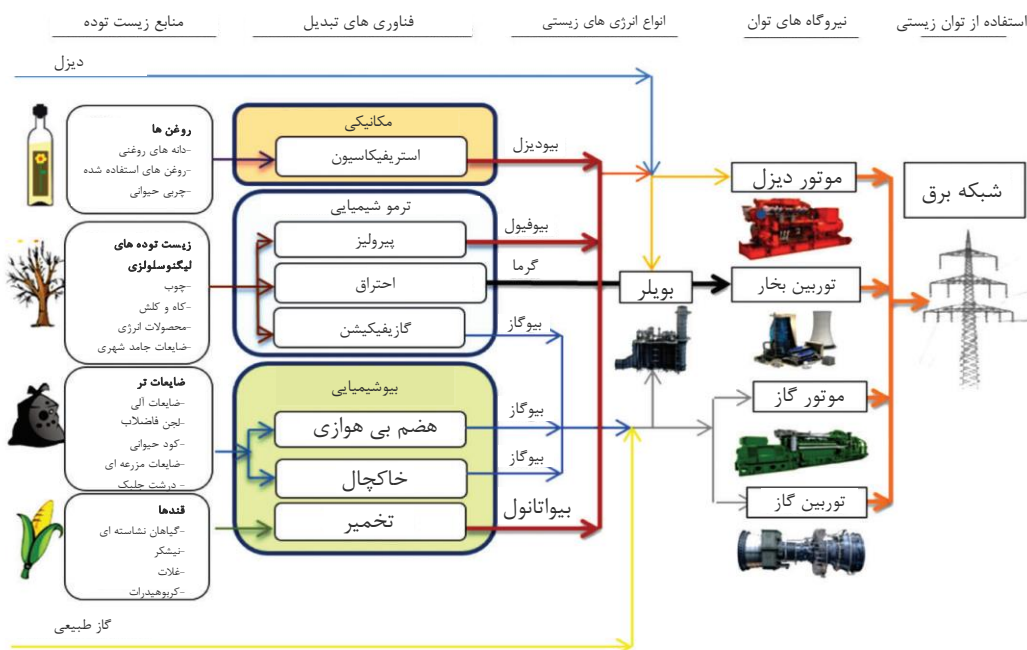 منابع زیست توده
فناوری های تبدیل
انواع انرژی های زیستی
نیروگاه های توان
استفاده از توان زیستی
دیزل
روغن ها
-دانه های روغنی
-روغن های استفاده شده
-چربی حیوانی
زیست توده های
لیگنوسلولزی
-چوب
-کاه و کلش
-محصولات انرژی
-ضایعات جامد شهری
ضایعات تر
-ضایعات آلی
-لجن فاضلاب
-کود حیوانی
-ضایعات مزرعه ای
- درشت جلبک
قندها
-گیاهان نشاسته ای
-نیشکر
-غلات
-کربوهیدرات
گاز طبیعی
مکانیکی
استریفیکاسیون
ترمو شیمیایی
پیرولیز
احتراق
گازیفیکیشن
بیوشیمیایی
هضم بی هوازی
خاکچال
تخمیر
بیودیزل
بیوفیول
گرما
بیوگاز
بیوگاز
بیوگاز
بیواتانول
بویلر
موتور دیزل
توربین بخار
موتور گاز
توربین گاز
شبکه برق